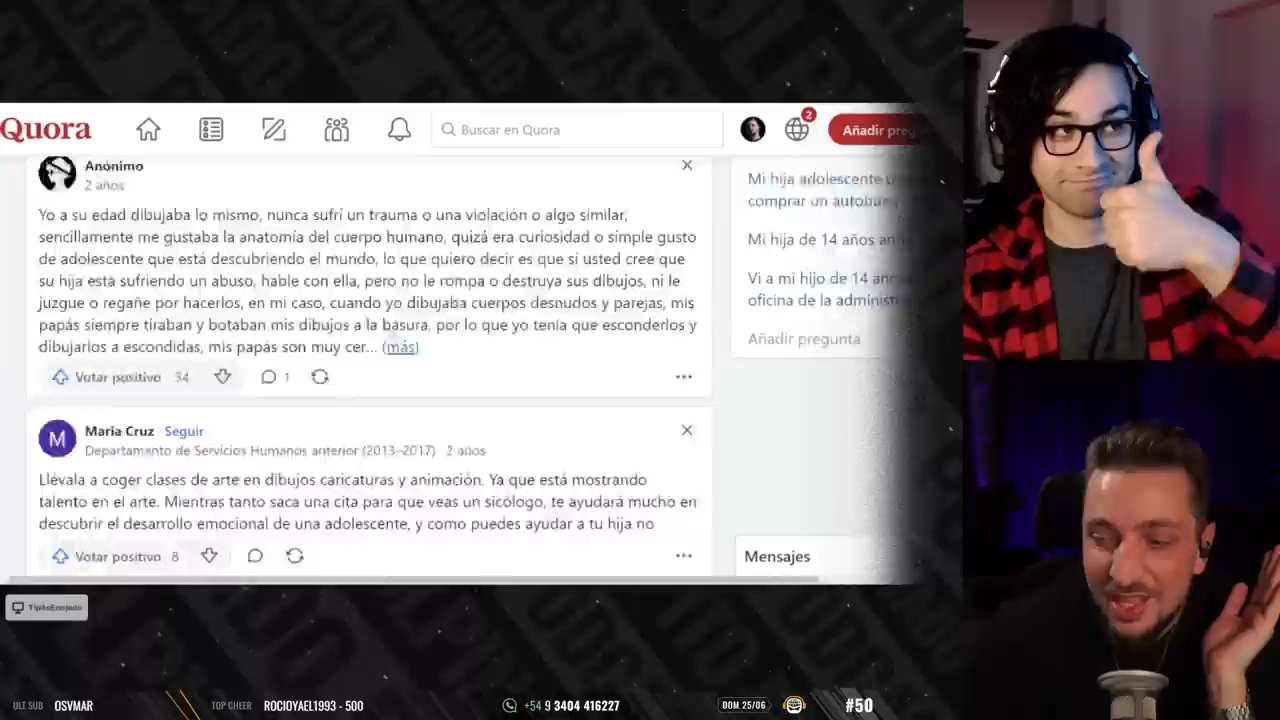 Quora
Buscar en Quora
2
Añadir preg
Anónimo
2 años
Yo a su edad dibujaba lo mismo, nunca sufrí un trauma o una violación o algo similar,
sencillamente me gustaba la anatomía del cuerpo humano, quizá era curiosidad o simple gusto
de adolescente que está descubriendo el mundo, lo que quiero decir es que si usted cree que
su hija está sufriendo un abuso, hable con ella, pero no le rompa o destruya sus dibujos, ni le
juzgue o regañe por hacerlos, en mi caso, cuando yo dibujaba cuerpos desnudos y parejas, mis
papás siempre tiraban y botaban mis dibujos a la basura, por lo que yo tenía que esconderlos y
dibujarlos a escondidas, mis papás son muy cer... (más)
Votar positivo 34
1
M
Maria Cruz Seguir
Departamanto de Servicios Humanos anterior (2013–2017) 2 años
Llévala a coger clases de arte en dibujos caricaturas y animación. Ya que está mostrando
talento en el arte. Mientras tanto saca una cita para que veas un sicólogo, te ayudará mucho en
descubrir el desarrollo emocional de una adolescente, y como puedes ayudar a tu hija no
Votar positivo 8
Mi hija adolescente
comprar un autobus
Mi hija de 14 años
Vi a mi hijo de 14
oficina de la
Añadir pregunta
Mensajes
TipitoEnojado
ULT SUB OSVMAR
TOP CHEER ROCIOYAEL1993 - 500
+54 9 3404 416227
DOM 25/06
#50